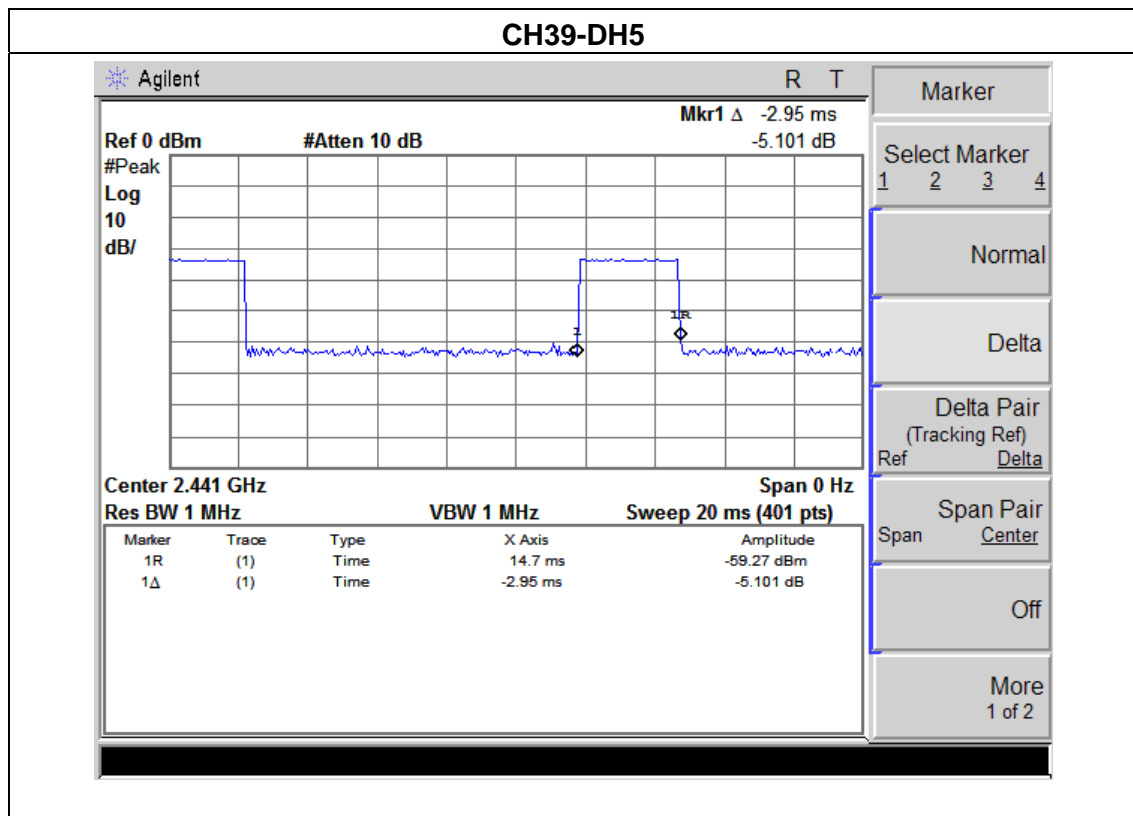 CH39-DH5
Agilent R T
Mkr1 Δ -2.95 ms
Ref 0 dBm #Atten 10 dB -5.101 dB
#Peak
Log
10
dB/
1
1R
Center 2.441 GHz Span 0 Hz
Res BW 1 MHz VBW 1 MHz Sweep 20 ms (401 pts)
Marker Trace Type X Axis Amplitude
1R (1) Time 14.7 ms -59.27 dBm
1Δ (1) Time -2.95 ms -5.101 dB
Marker
Select Marker
1 2 3 4
Normal
Delta
Delta Pair
(Tracking Ref)
Ref Delta
Span Pair
Span Center
Off
More
1 of 2